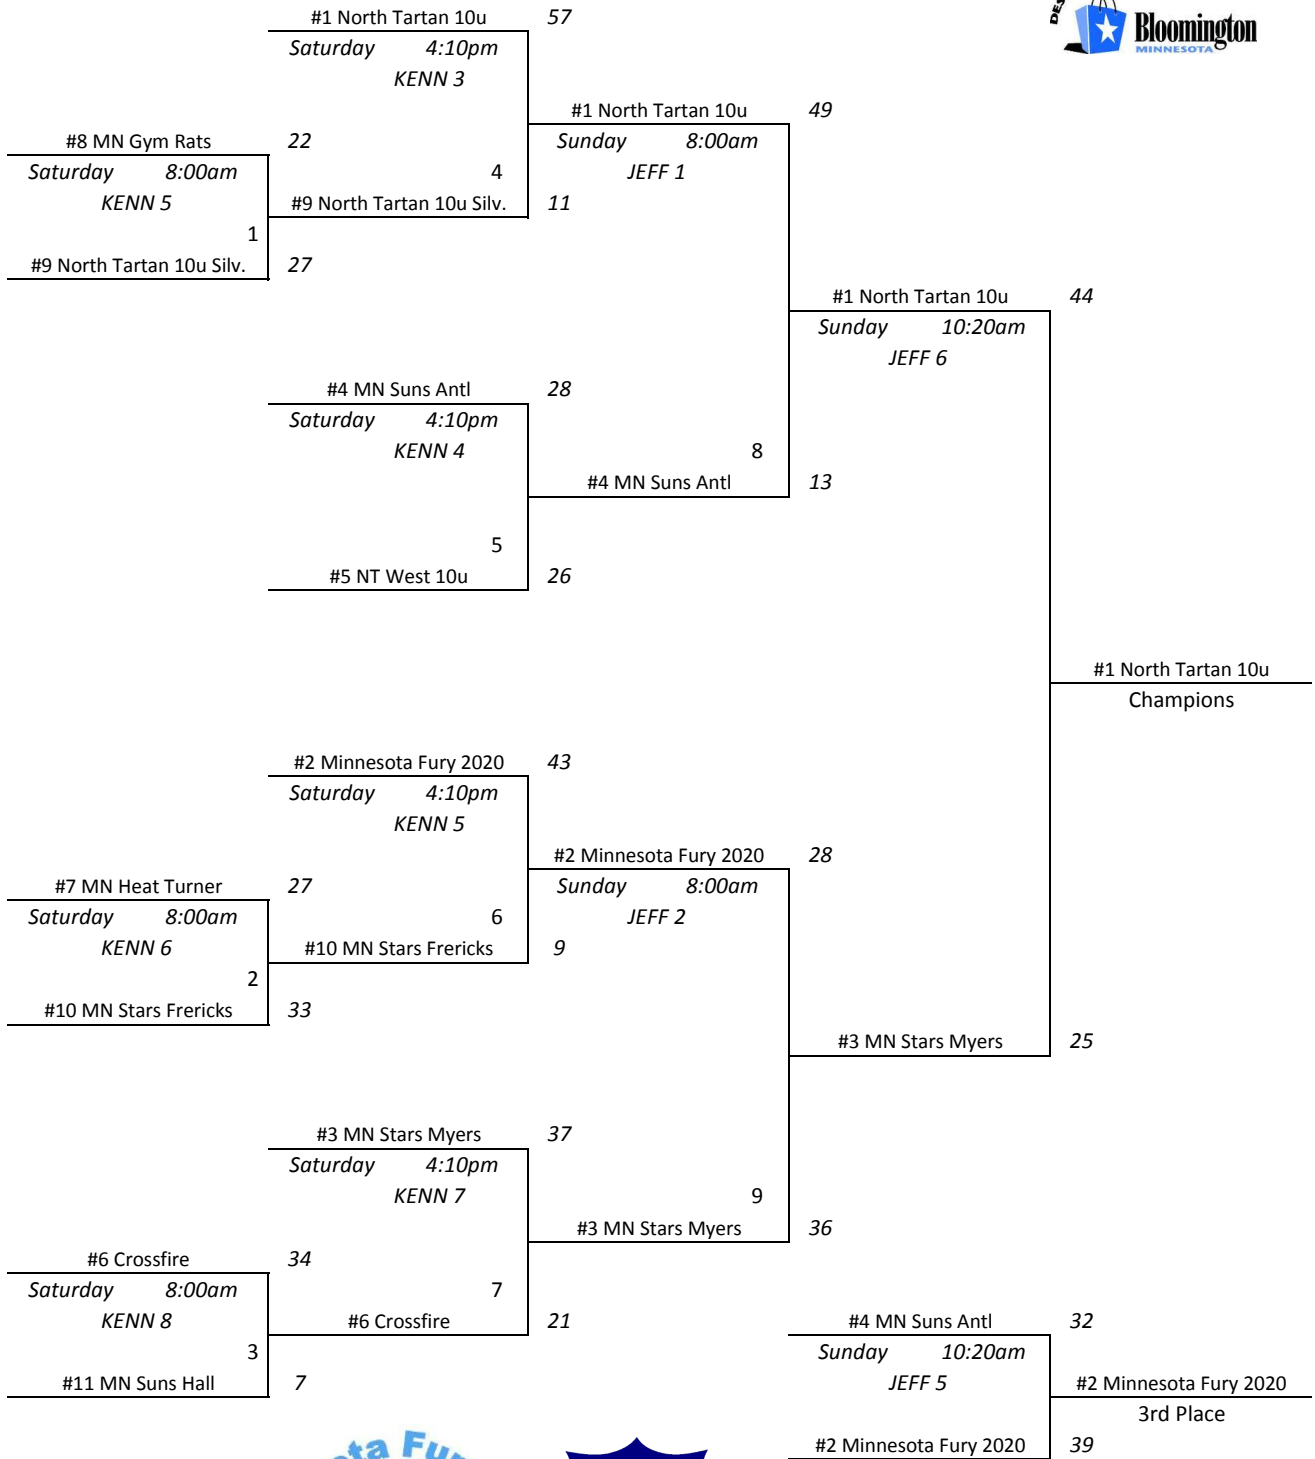 #1 North Tartan 10u 57
DES
Bloomington
MINNESOTA
Saturday 4:10pm
KENN 3
#1 North Tartan 10u 49
#8 MN Gym Rats 22
Sunday 8:00am
Saturday 8:00am
4
JEFF 1
KENN 5
#9 North Tartan 10u Silv. 11
1
#9 North Tartan 10u Silv. 27
#1 North Tartan 10u 44
Sunday 10:20am
JEFF 6
#4 MN Suns Antl 28
Saturday 4:10pm
KENN 4
8
#4 MN Suns Antl 13
5
#5 NT West 10u 26
#1 North Tartan 10u
Champions
#2 Minnesota Fury 2020 43
Saturday 4:10pm
KENN 5
#2 Minnesota Fury 2020 28
#7 MN Heat Turner 27
Sunday 8:00am
Saturday 8:00am
6
JEFF 2
KENN 6
#10 MN Stars Frericks 9
2
#10 MN Stars Frericks 33
#3 MN Stars Myers 25
#3 MN Stars Myers 37
Saturday 4:10pm
KENN 7
9
#3 MN Stars Myers 36
#6 Crossfire 34
Saturday 8:00am
7
KENN 8
#6 Crossfire 21
#4 MN Suns Antl 32
3
Sunday 10:20am
#11 MN Suns Hall 7
JEFF 5
#2 Minnesota Fury 2020
3rd Place
#2 Minnesota Fury 2020 39
ota Fu